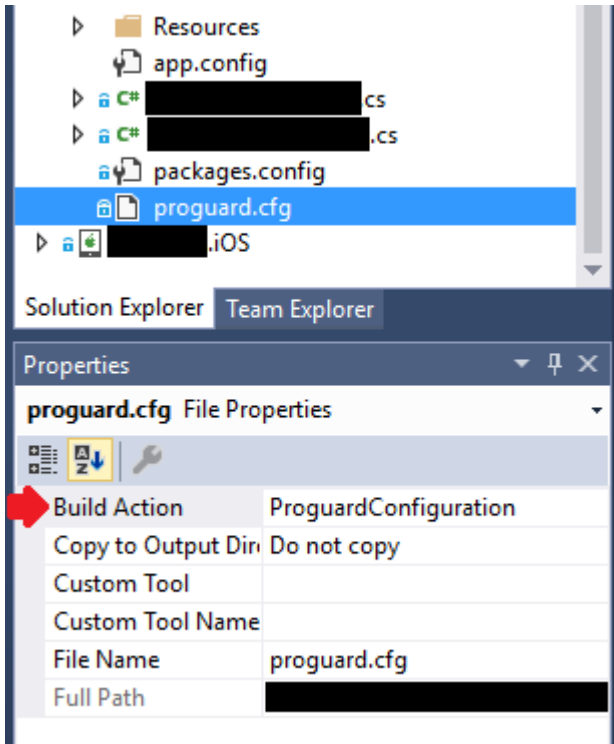 Resources
app.config
C# .cs
C# .cs
packages.config
proguard.cfg
.iOS
Solution Explorer Team Explorer
Properties
proguard.cfg File Properties
A
Z
Build Action ProguardConfiguration
Copy to Output Dir Do not copy
Custom Tool
Custom Tool Name
File Name proguard.cfg
Full Path